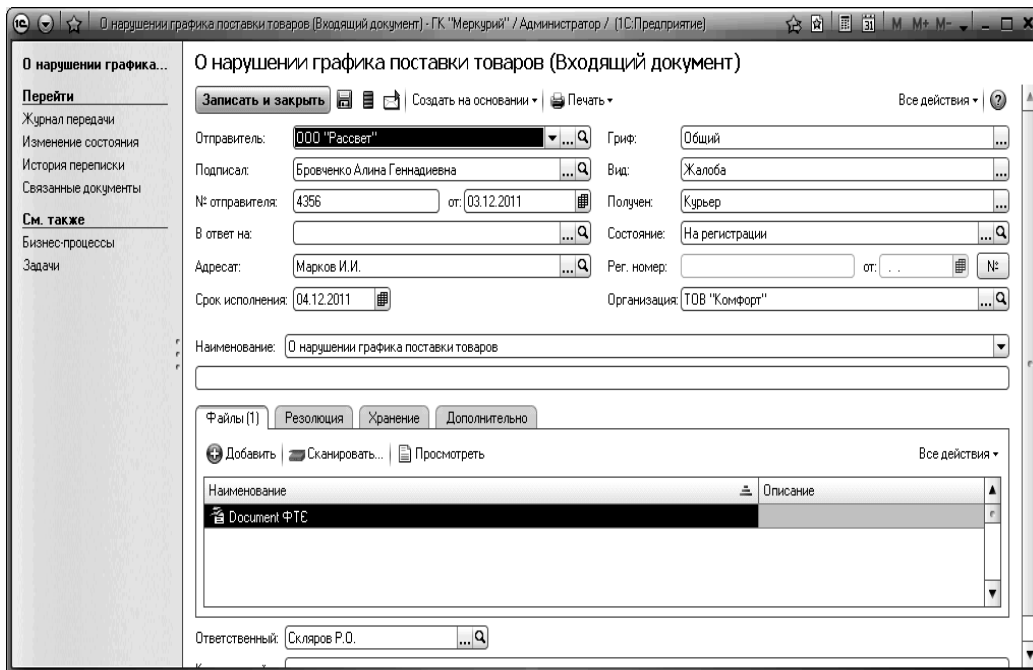 О нарушении графика поставки товаров (Входящий документ) - ГК "Меркурий" / Администратор / (1С:Предприятие)
M M+ M-
О нарушении графика...
Перейти
Журнал передачи
Изменение состояния
История переписки
Связанные документы
См. также
Бизнес-процессы
Задачи
О нарушении графика поставки товаров (Входящий документ)
Записать и закрыть Создать на основании Печать Все действия ?
Отправитель: ООО "Рассвет" ... Гриф: Общий ...
Подписал: Бровченко Алина Геннадиевна ... Вид: Жалоба ...
№ отправителя: 4356 от: 03.12.2011 Получен: Курьер ...
В ответ на: ... Состояние: На регистрации ...
Адресат: Марков И.И. ... Рег. номер: от: . . №
Срок исполнения: 04.12.2011 Организация: ТОВ "Комфорт" ...
Наименование: О нарушении графика поставки товаров
Файлы (1) Резолюция Хранение Дополнительно
Добавить Сканировать... Просмотреть Все действия
Наименование Описание
Document ФТЄ
Ответственный: Скляров Р.О. ...